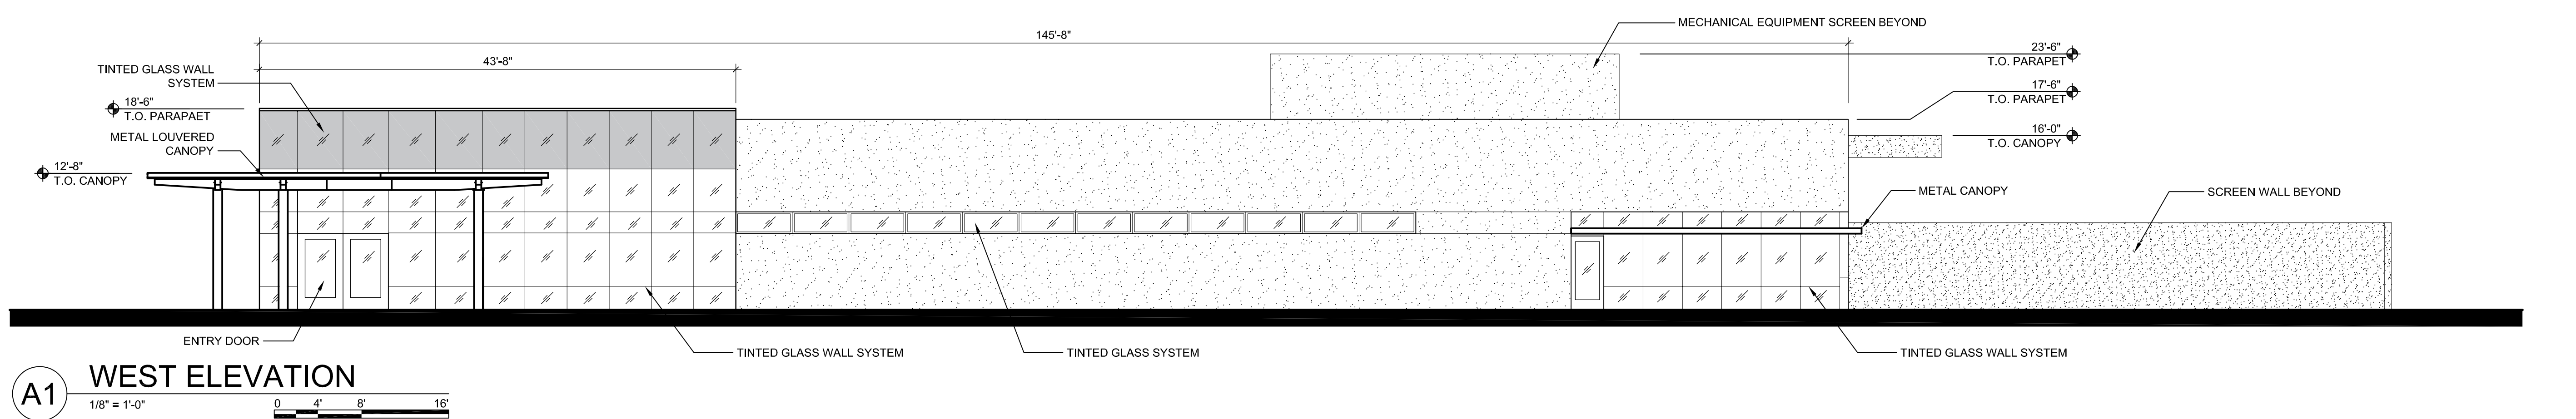 MECHANICAL EQUIPMENT SCREEN BEYOND
145'-8"
23'-6"
T.O. PARAPET
43'-8"
TINTED GLASS WALL
SYSTEM
17'-6"
T.O. PARAPET
18'-6"
T.O. PARAPAET
METAL LOUVERED
CANOPY
16'-0"
T.O. CANOPY
12'-8"
T.O. CANOPY
METAL CANOPY
SCREEN WALL BEYOND
ENTRY DOOR
TINTED GLASS WALL SYSTEM
TINTED GLASS SYSTEM
TINTED GLASS WALL SYSTEM
A1
WEST ELEVATION
1/8" = 1'-0"
0 4' 8' 16'